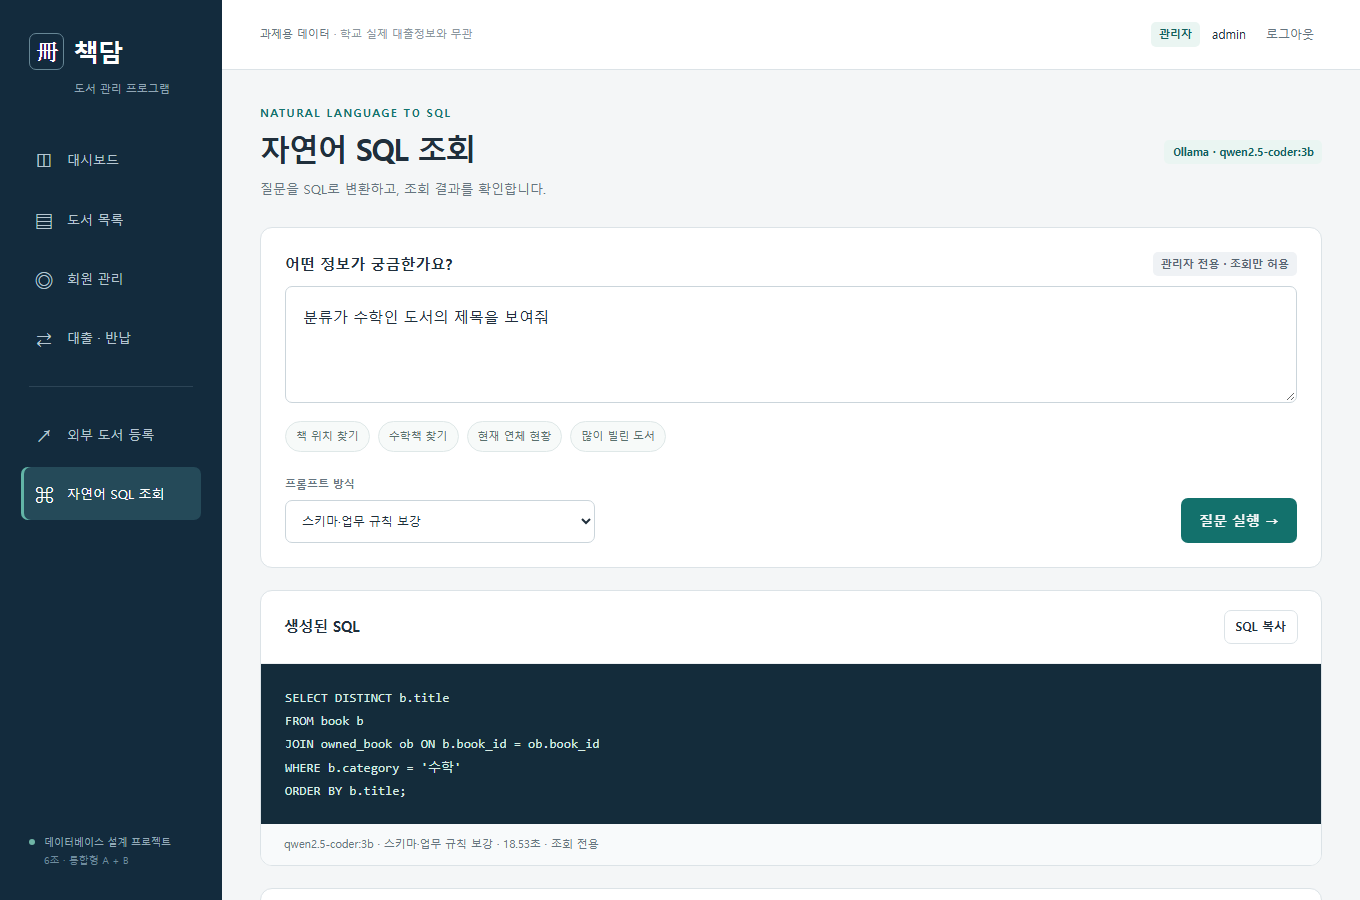 冊 책담
도서 관리 프로그램
대시보드
도서 목록
회원 관리
대출 · 반납
외부 도서 등록
자연어 SQL 조회
데이터베이스 설계 프로젝트
6조 · 통합형 A + B
과제용 데이터 · 학교 실제 대출정보와 무관
관리자 admin 로그아웃
NATURAL LANGUAGE TO SQL
자연어 SQL 조회
Ollama · qwen2.5-coder:3b
질문을 SQL로 변환하고, 조회 결과를 확인합니다.
어떤 정보가 궁금한가요?
관리자 전용 · 조회만 허용
분류가 수학인 도서의 제목을 보여줘
책 위치 찾기 수학책 찾기 현재 연체 현황 많이 빌린 도서
프롬프트 방식
스키마·업무 규칙 보강
질문 실행 →
생성된 SQL
SQL 복사
SELECT DISTINCT b.title
FROM book b
JOIN owned_book ob ON b.book_id = ob.book_id
WHERE b.category = '수학'
ORDER BY b.title;
qwen2.5-coder:3b · 스키마·업무 규칙 보강 · 18.53초 · 조회 전용